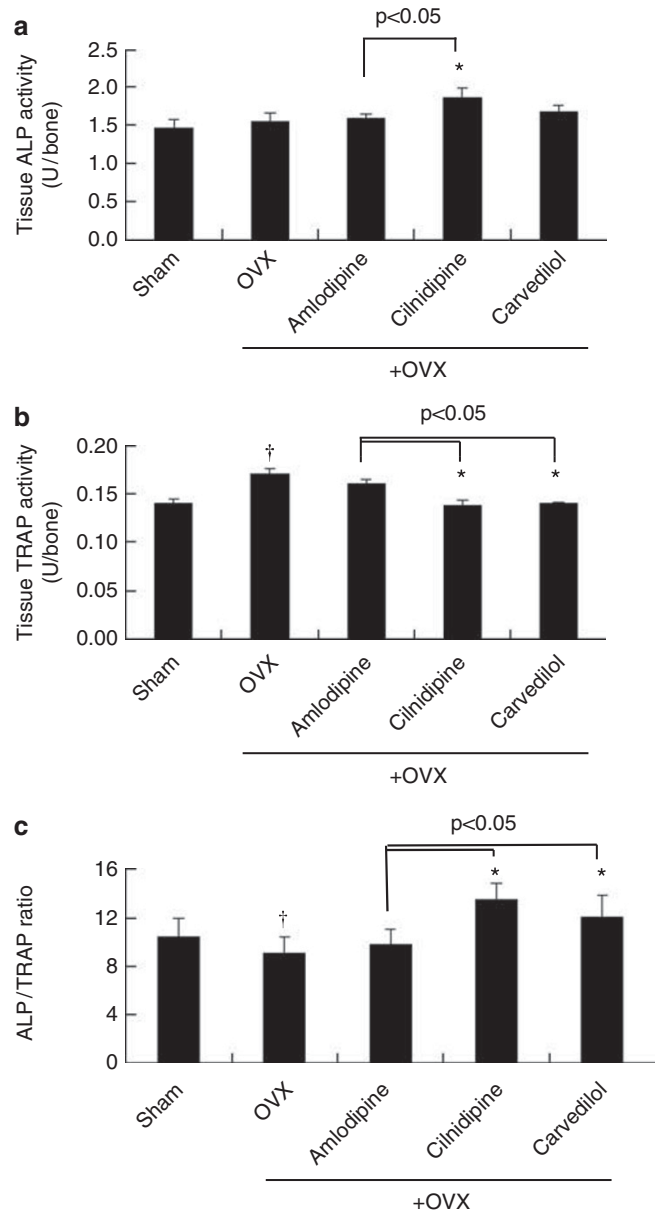 a
p<0.05
Tissue ALP activity
(U/bone)
2.5
2.0
1.5
1.0
0.5
0.0
*
Sham
OVX
Amlodipine
Cilnidipine
Carvedilol
+OVX
b
p<0.05
Tissue TRAP activity
(U/bone)
0.20
0.15
0.10
0.05
0.00
†
*
*
Sham
OVX
Amlodipine
Cilnidipine
Carvedilol
+OVX
c
p<0.05
ALP/TRAP ratio
16
12
8
4
0
†
*
*
Sham
OVX
Amlodipine
Cilnidipine
Carvedilol
+OVX